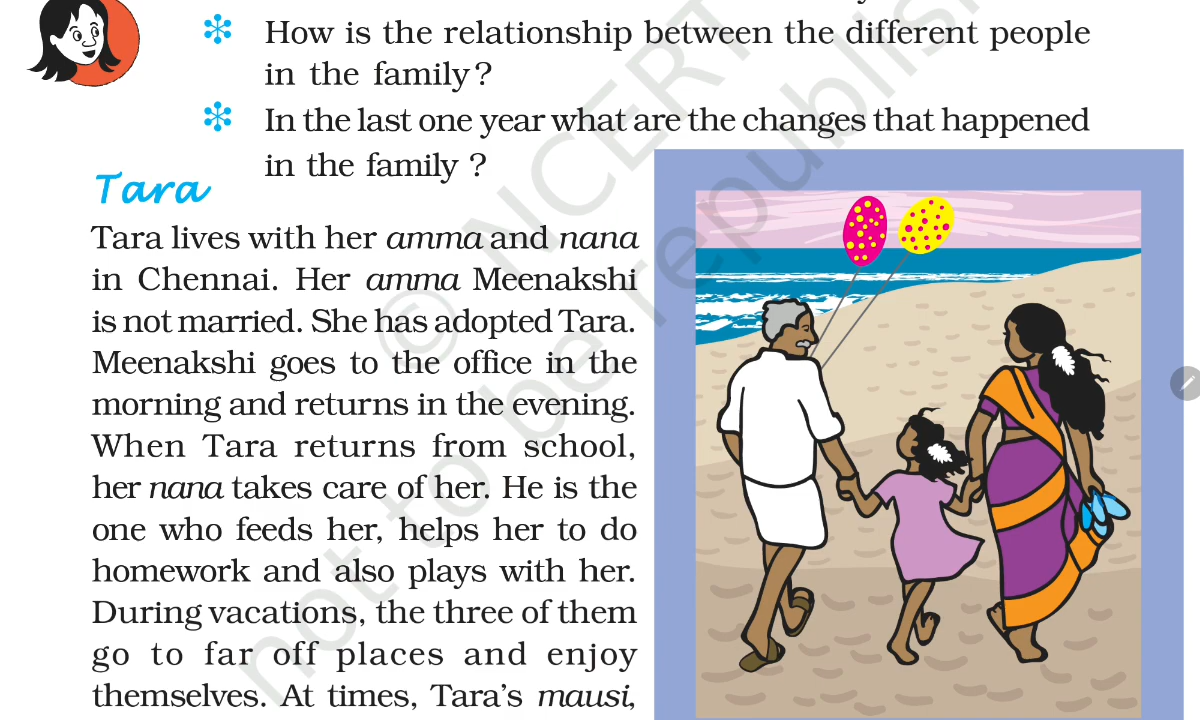 How is the relationship between the different people
in the family?
In the last one year what are the changes that happened
in the family ?
Tara
Tara lives with her amma and nana
in Chennai. Her amma Meenakshi
is not married. She has adopted Tara.
Meenakshi goes to the office in the
morning and returns in the evening.
When Tara returns from school,
her nana takes care of her. He is the
one who feeds her, helps her to do
homework and also plays with her.
During vacations, the three of them
go to far off places and enjoy
themselves. At times, Tara's mausi,
© NCERT
not to be republish